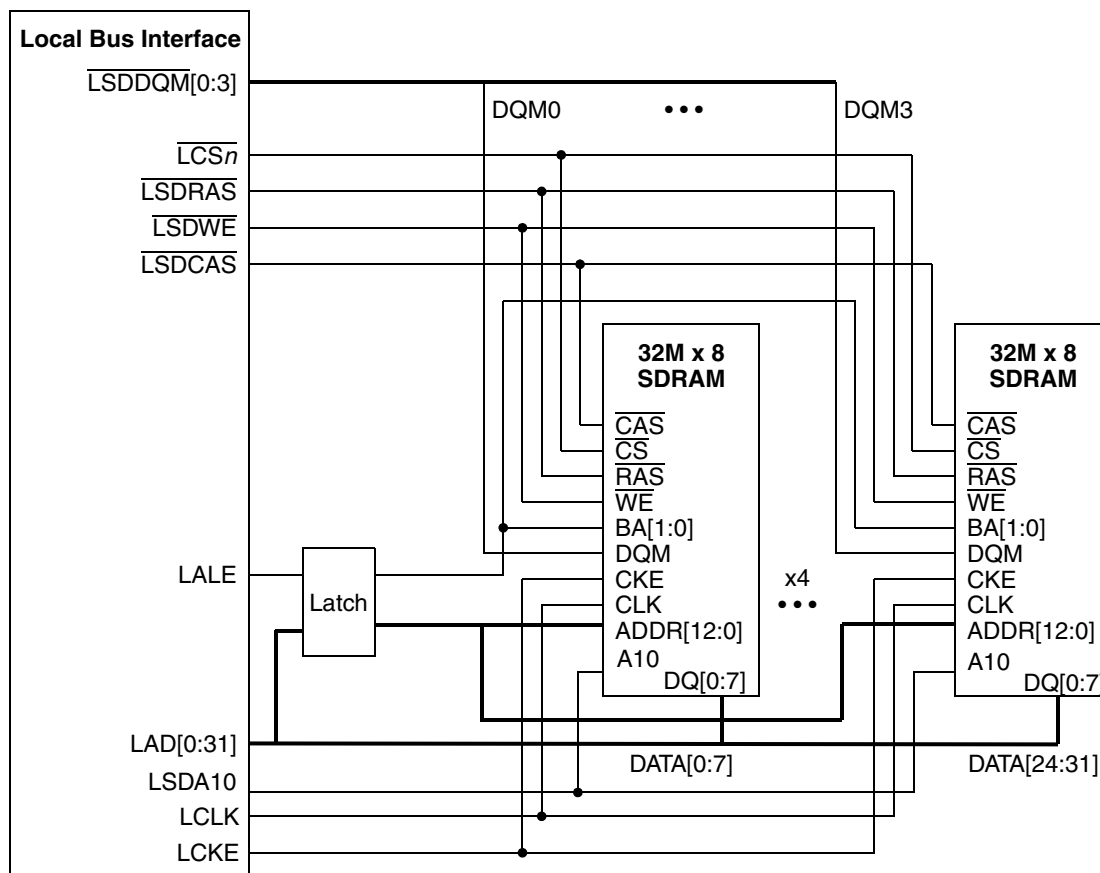 Local Bus Interface
LSDDQM[0:3]
DQM0
• • •
DQM3
LCSn
LSDRAS
LSDWE
LSDCAS
32M x 8
SDRAM
CAS
CS
RAS
WE
BA[1:0]
DQM
CKE
CLK
ADDR[12:0]
A10
DQ[0:7]
x4
• • •
32M x 8
SDRAM
CAS
CS
RAS
WE
BA[1:0]
DQM
CKE
CLK
ADDR[12:0]
A10
DQ[0:7]
LALE
Latch
LAD[0:31]
DATA[0:7]
DATA[24:31]
LSDA10
LCLK
LCKE